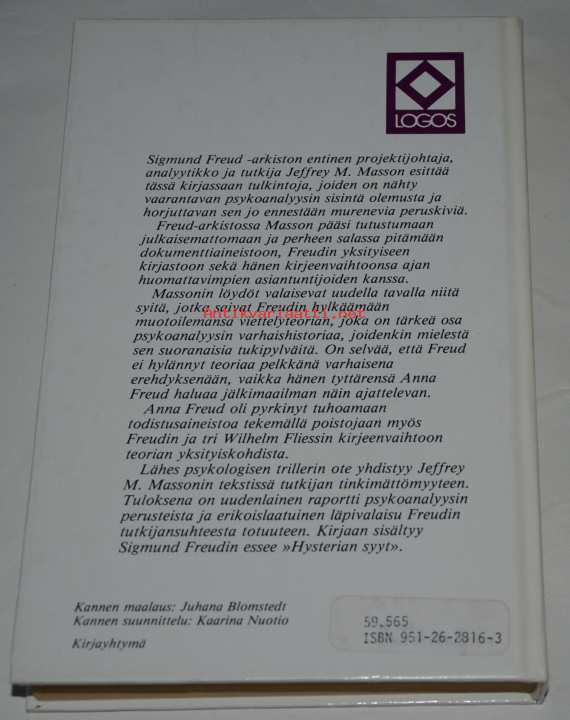 LOGOS
Sigmund Freud -arkiston entinen projektijohtaja,
analyytikko ja tutkija Jeffrey M. Masson esittää
tässä kirjassaan tulkintoja, joiden on nähty
vaarantavan psykoanalyysin sisintä olemusta ja
horjuttavan sen jo ennestään murenevia peruskiviä.
Freud-arkistossa Masson pääsi tutustumaan
julkaisemattomaan ja perheen salassa pitämään
dokumenttiaineistoon, Freudin yksityiseen
kirjastoon sekä hänen kirjeenvaihtoonsa ajan
huomattavimpien asiantuntijoiden kanssa.
Massonin löydöt valaisevat uudella tavalla niitä
syitä, jotka saivat Freudin hylkäämään
Antikvariaatti.net
muotoilemansa viettelyteorian, joka on tärkeä osa
psykoanalyysin varhaishistoriaa, joidenkin mielestä
sen suoranaisia tukipylväitä. On selvää, että Freud
ei hylännyt teoriaa pelkkänä varhaisena
erehdyksenään, vaikka hänen tyttärensä Anna
Freud haluaa jälkimaailman näin ajattelevan.
Anna Freud oli pyrkinyt tuhoamaan
todistusaineistoa tekemällä poistojaan myös
Freudin ja tri Wilhelm Fliessin kirjeenvaihtoon
teorian yksityiskohdista.
Lähes psykologisen trillerin ote yhdistyy Jeffrey
M. Massonin tekstissä tutkijan tinkimättömyyteen.
Tuloksena on uudenlainen raportti psykoanalyysin
perusteista ja erikoislaatuinen läpivalaisu Freudin
tutkijansuhteesta totuuteen. Kirjaan sisältyy
Sigmund Freudin essee »Hysterian syyt».
Kannen maalaus: Juhana Blomstedt
Kannen suunnittelu: Kaarina Nuotio
Kirjayhtymä
59.565
ISBN 951-26-2816-3